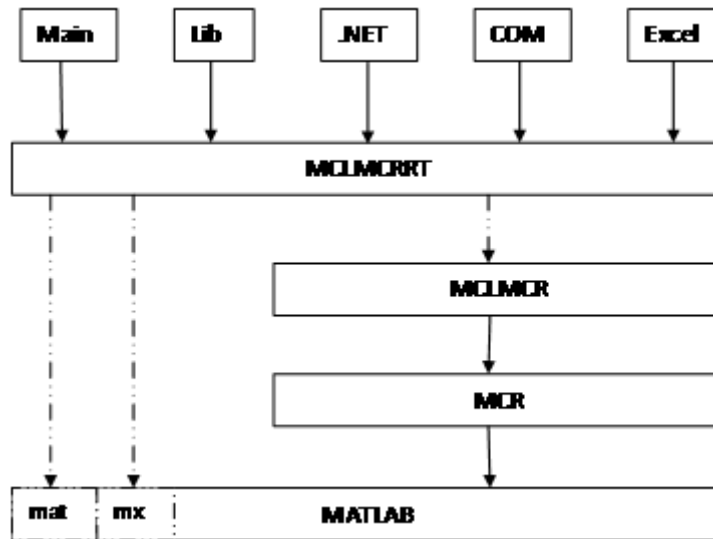 Main Lib .NET COM Excel
MCLMCRRT
MCLMCR
MCR
mat mx MATLAB